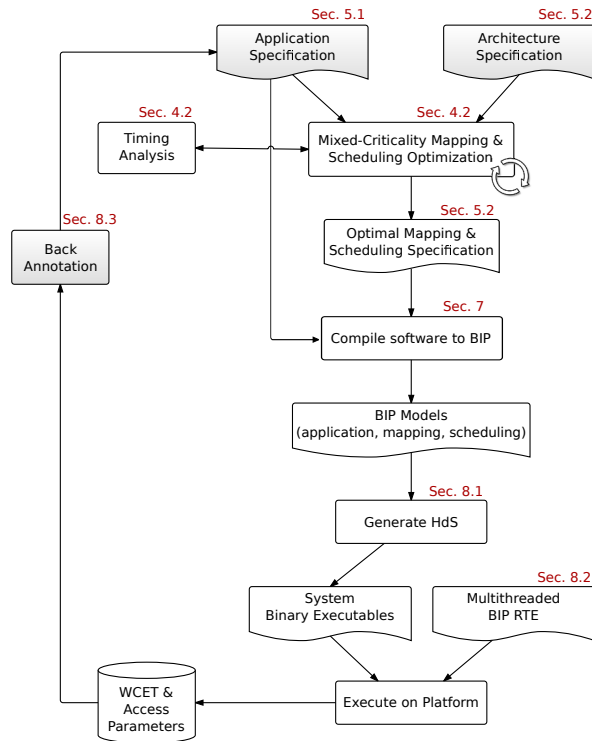 Sec. 5.1
Application
Specification
Sec. 5.2
Architecture
Specification
Sec. 4.2
Timing
Analysis
Sec. 4.2
Mixed-Criticality Mapping &
Scheduling Optimization
Sec. 5.2
Optimal Mapping &
Scheduling Specification
Sec. 8.3
Back
Annotation
Sec. 7
Compile software to BIP
BIP Models
(application, mapping, scheduling)
Sec. 8.1
Generate HdS
System
Binary Executables
Sec. 8.2
Multithreaded
BIP RTE
WCET &
Access
Parameters
Execute on Platform